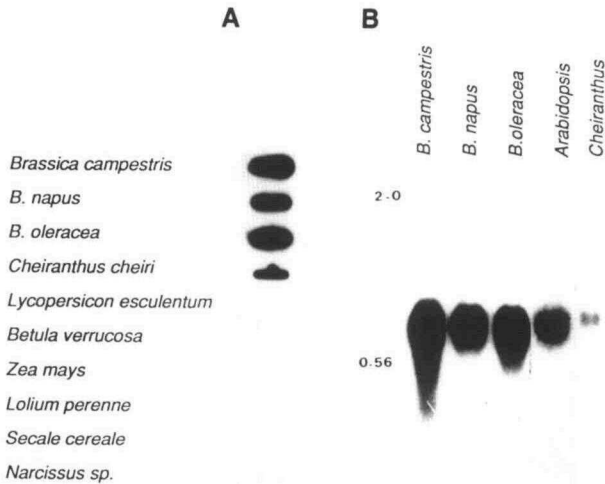 A
B
B. campestris
B. napus
B.oleracea
Arabidopsis
Cheiranthus
Brassica campestris
B. napus
B. oleracea
Cheiranthus cheiri
Lycopersicon esculentum
Betula verrucosa
Zea mays
Lolium perenne
Secale cereale
Narcissus sp.
2-0
0.56